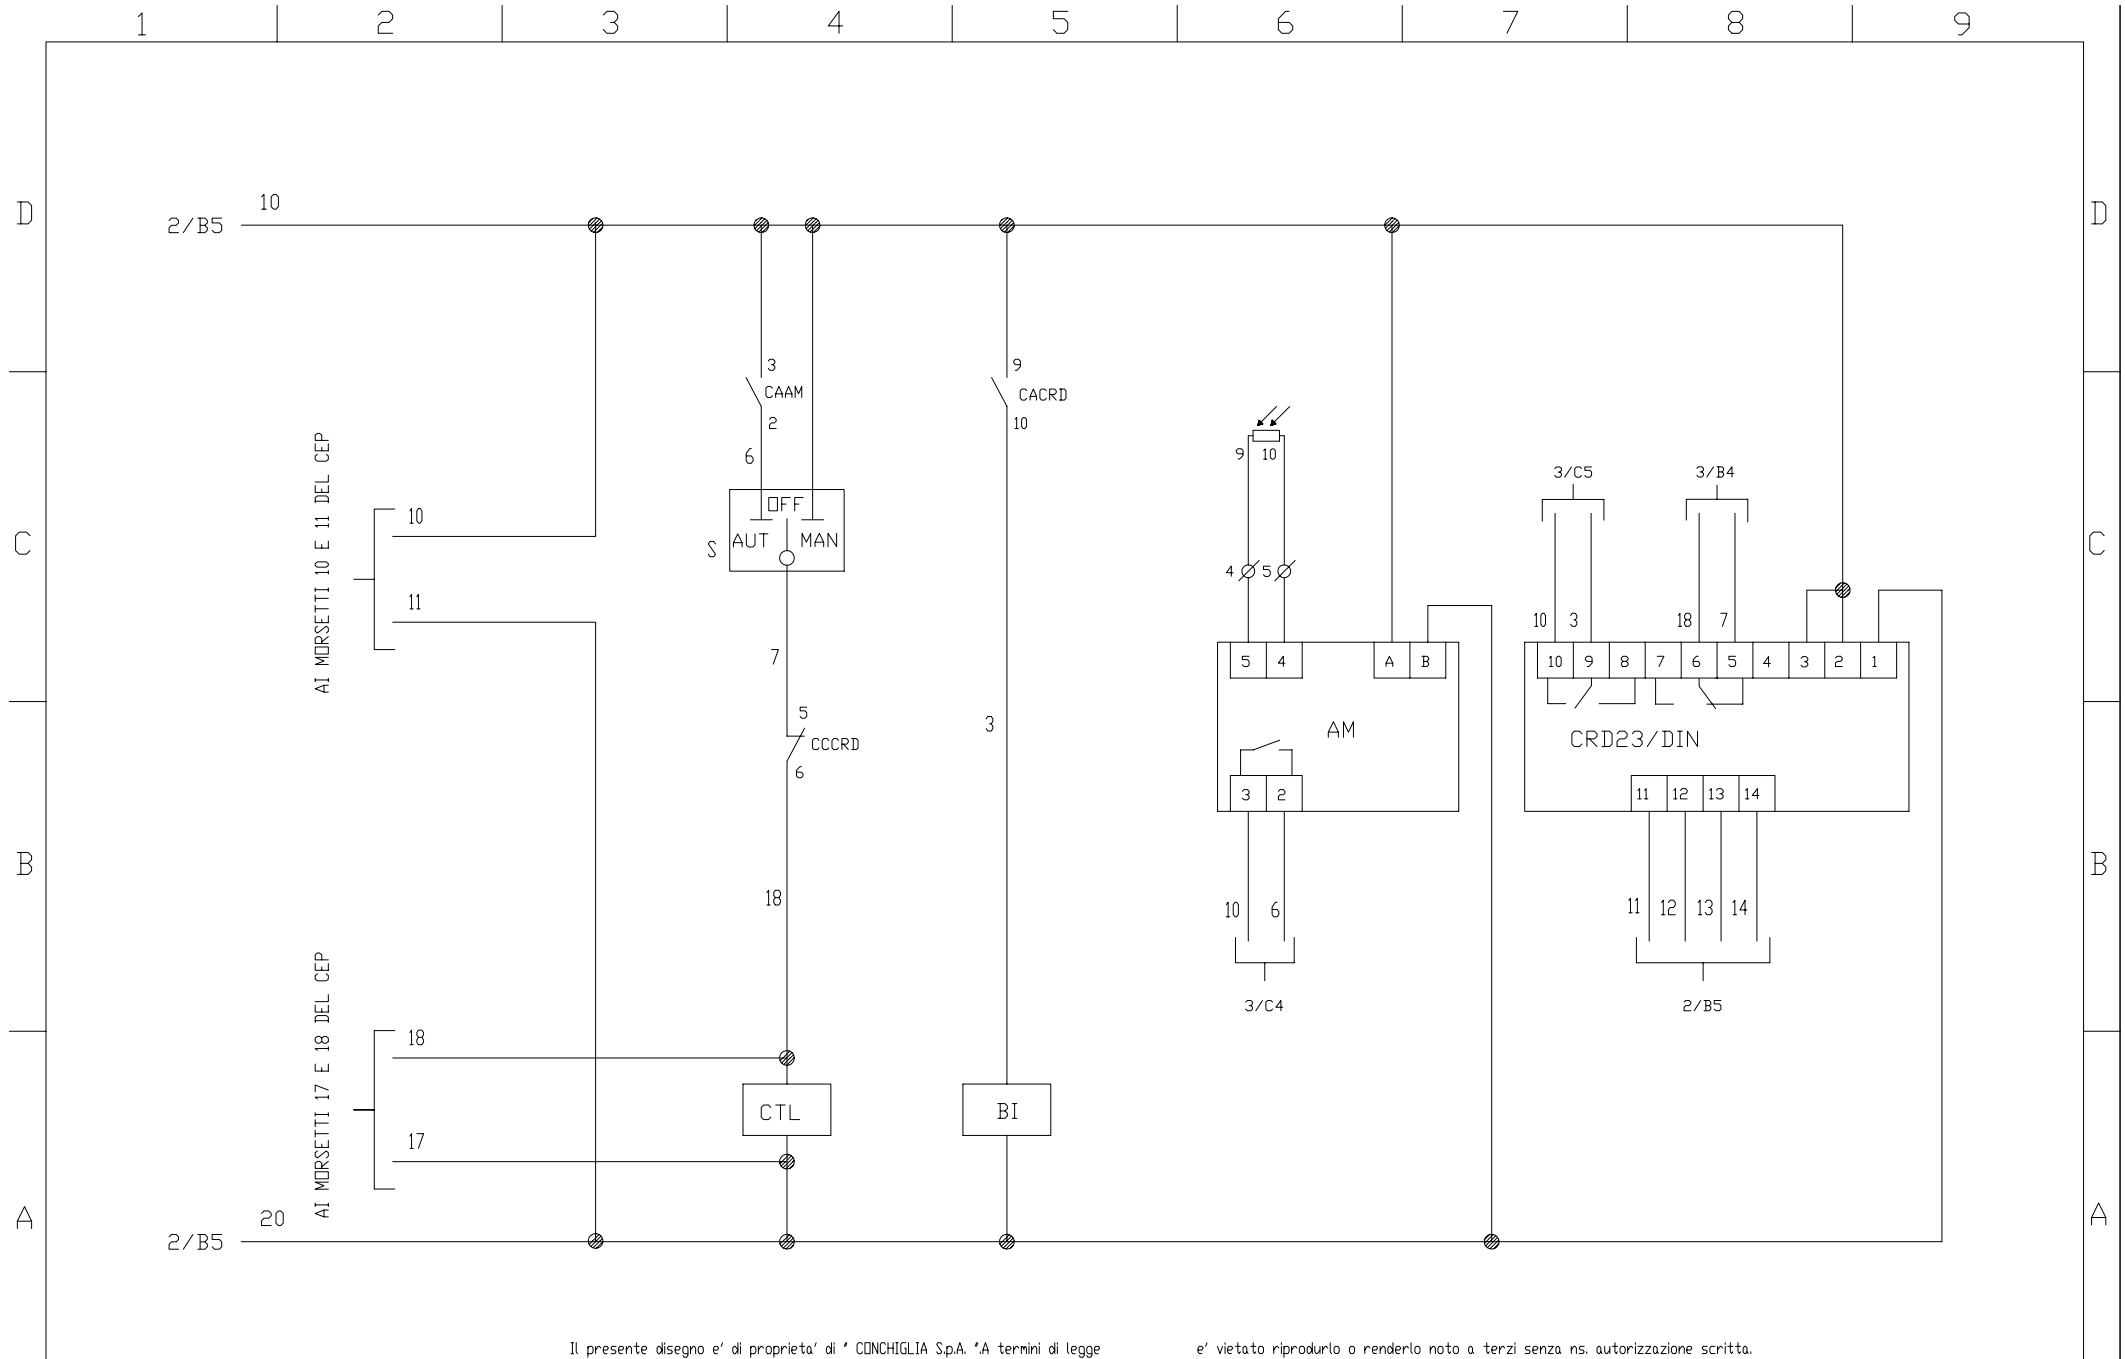 1 2 3 4 5 6 7 8 9
D
10
2/B5
D
3
CAAM
2
6
9
CACRD
10
9 10
3/C5
3/B4
AI MORSETTI 10 E 11 DEL CEP
10
11
C
S
OFF
AUT MAN
4 5
C
10 3 18 7
7
5 4 A B
10 9 8 7 6 5 4 3 2 1
5
CCCRD
6
3
AM
CRD23/DIN
3 2
11 12 13 14
B
18
10 6
11 12 13 14
B
3/C4
2/B5
AI MORSETTI 17 E 18 DEL CEP
18
17
CTL
BI
A
20
2/B5
A
Il presente disegno e' di proprieta' di " CONCHIGLIA S.p.A. ".A termini di legge e' vietato riprodurlo o renderlo noto a terzi senza ns. autorizzazione scritta.